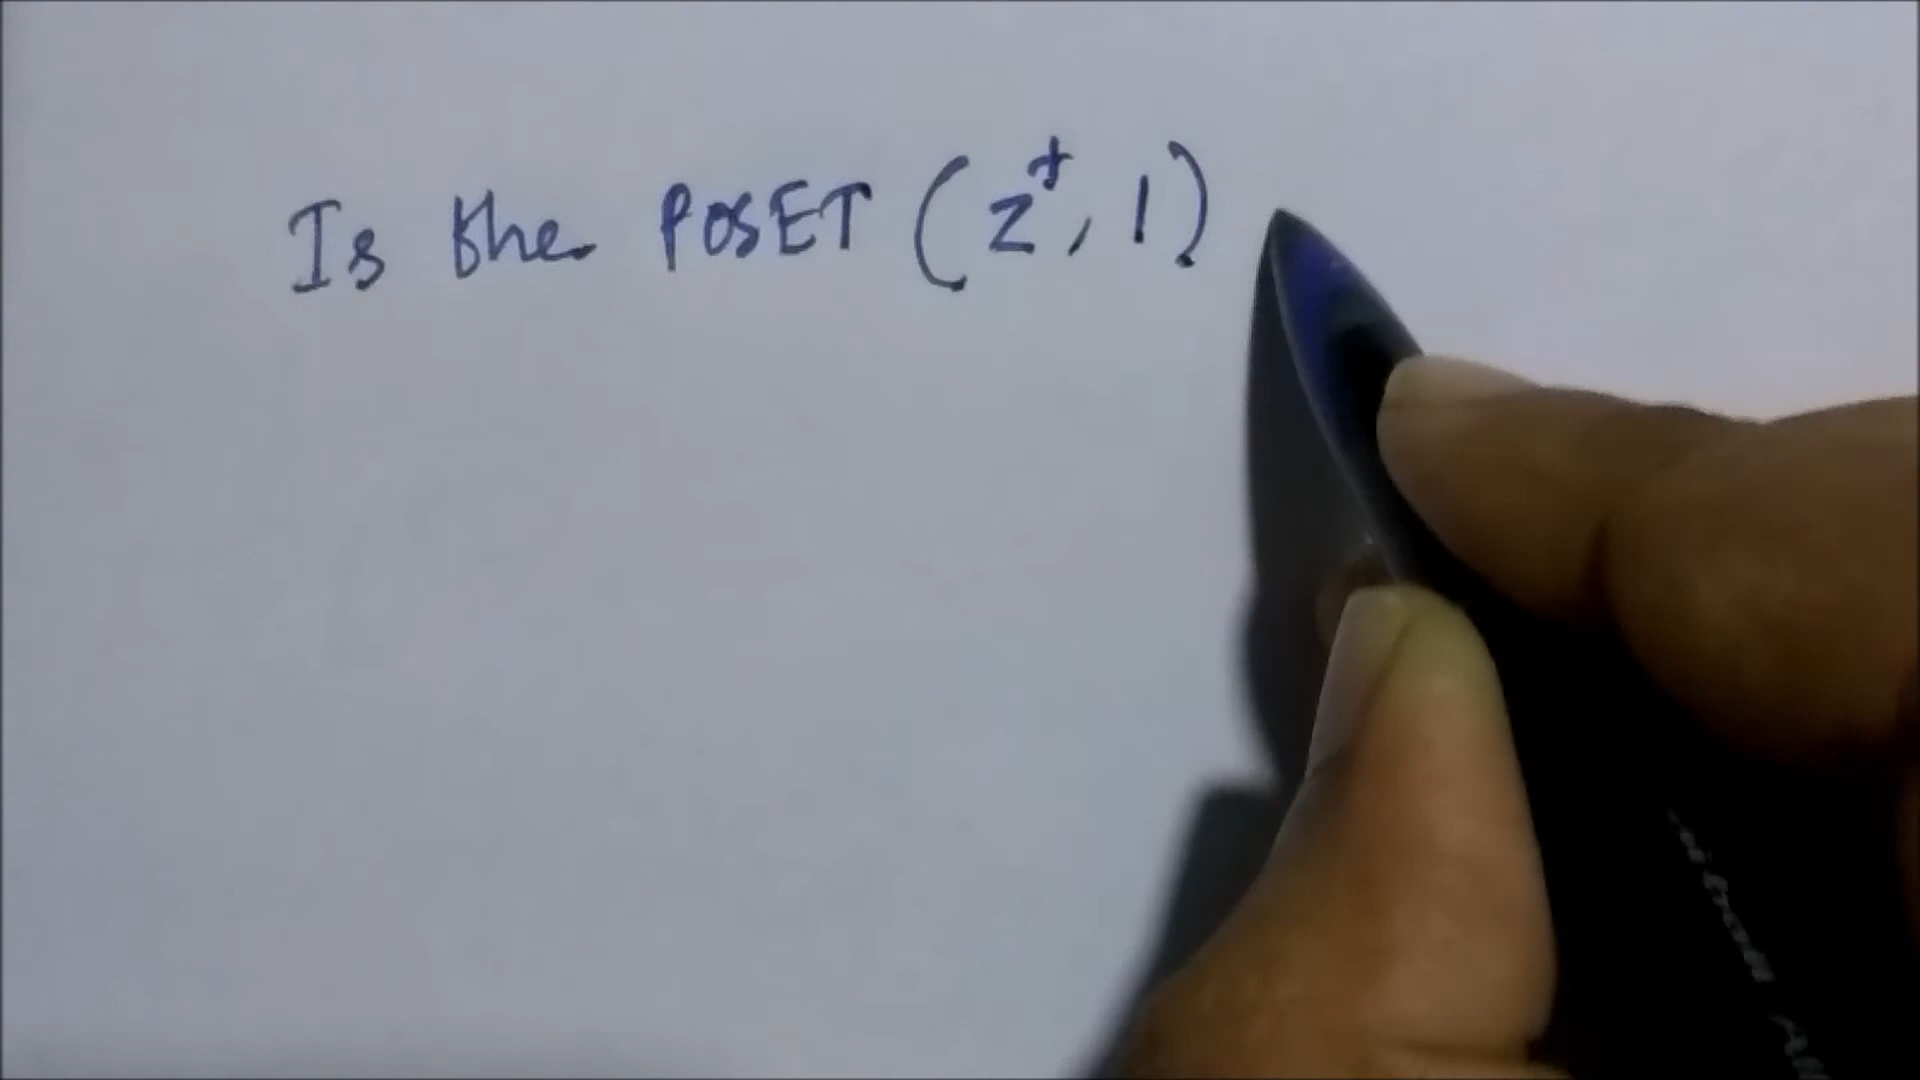 Is the POSET (Z⁺, |)